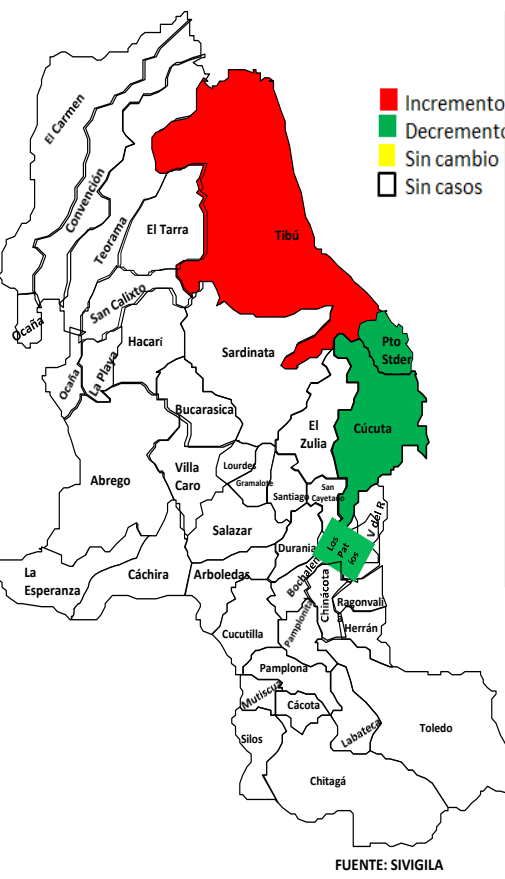 Incremento
Decremento
Sin cambio
Sin casos
El Carmen
Convención
Teorama
El Tarra
Tibú
San Calixto
Ocaña
Hacarí
La Playa
Ocaña
Sardinata
Pto
Stder
Bucarasica
El
Zulia
Cúcuta
Abrego
Villa
Caro
Lourdes
Gramalote
Santiago
San
Cayetano
V del R
Salazar
Durania
Los
Pat
ios
La
Esperanza
Cáchira
Arboledas
Bochalem
Chinácota
Ragonvali
a
Herrán
Pamplonita
Cucutilla
Pamplona
Mutiscua
Cácota
Labateca
Toledo
Silos
Chitagá
FUENTE: SIVIGILA